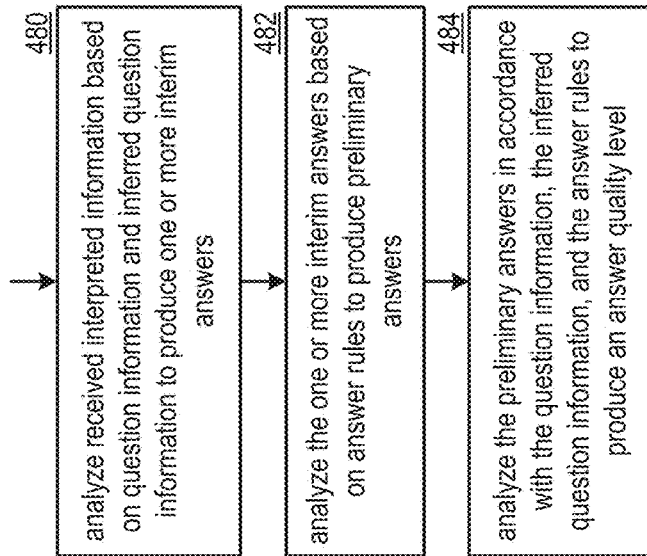 480
analyze received interpreted information based
on question information and inferred question
information to produce one or more interim
answers
482
analyze the one or more interim answers based
on answer rules to produce preliminary
answers
484
analyze the preliminary answers in accordance
with the question information, the inferred
question information, and the answer rules to
produce an answer quality level